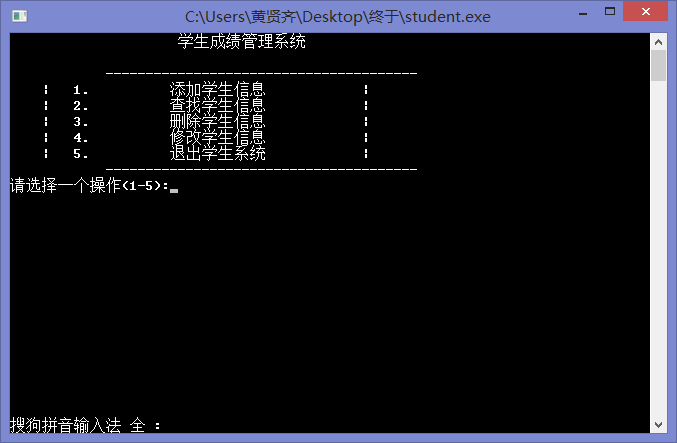 C:\Users\黄贤齐\Desktop\终于\student.exe
学生成绩管理系统
---------------------------------------
¦ 1. 添加学生信息 ¦
¦ 2. 查找学生信息 ¦
¦ 3. 删除学生信息 ¦
¦ 4. 修改学生信息 ¦
¦ 5. 退出学生系统 ¦
---------------------------------------
请选择一个操作(1-5):
搜狗拼音输入法 全 :